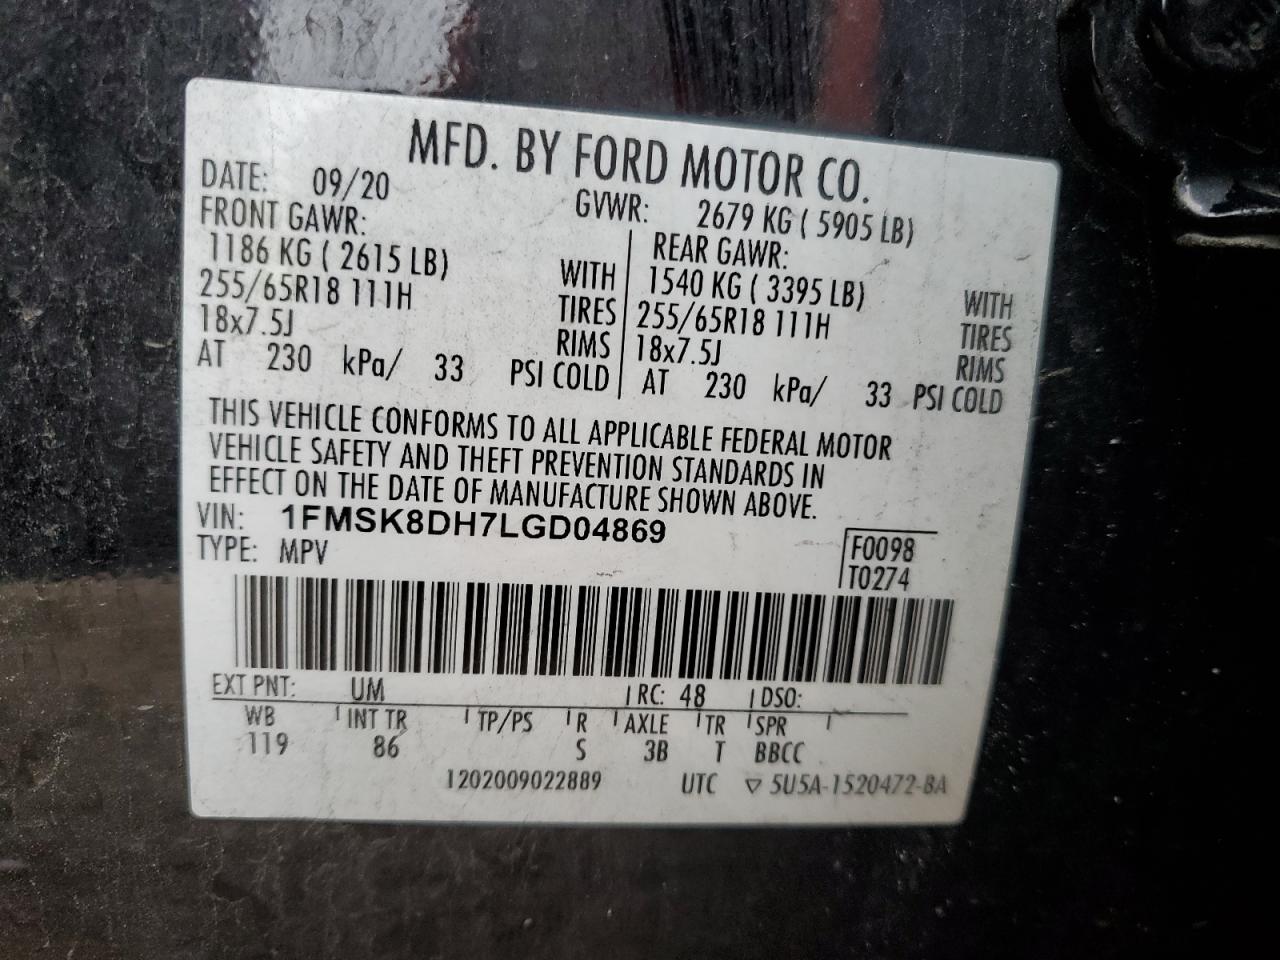 MFD. BY FORD MOTOR CO.
DATE: 09/20 GVWR: 2679 KG ( 5905 LB)
FRONT GAWR: REAR GAWR:
1186 KG ( 2615 LB) WITH 1540 KG ( 3395 LB) WITH
255/65R18 111H TIRES 255/65R18 111H TIRES
18x7.5J RIMS 18x7.5J RIMS
AT 230 kPa/ 33 PSI COLD AT 230 kPa/ 33 PSI COLD
THIS VEHICLE CONFORMS TO ALL APPLICABLE FEDERAL MOTOR
VEHICLE SAFETY AND THEFT PREVENTION STANDARDS IN
EFFECT ON THE DATE OF MANUFACTURE SHOWN ABOVE.
VIN: 1FMSK8DH7LGD04869
TYPE: MPV
F0098
T0274
EXT PNT: UM RC: 48 DSO:
WB INT TR TP/PS R AXLE TR SPR
119 86 S 3B T BBCC
1202009022889 UTC ▽ 5U5A-1520472-BA